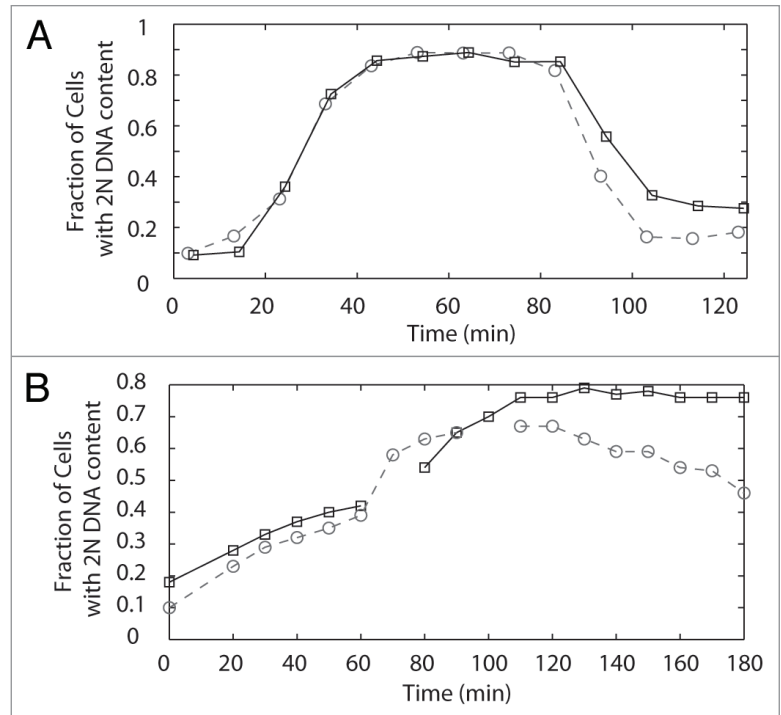 A
Fraction of Cells
with 2N DNA content
1
0.8
0.6
0.4
0.2
0
0 20 40 60 80 100 120
Time (min)
B
Fraction of Cells
with 2N DNA content
0.8
0.7
0.6
0.5
0.4
0.3
0.2
0.1
0
0 20 40 60 80 100 120 140 160 180
Time (min)